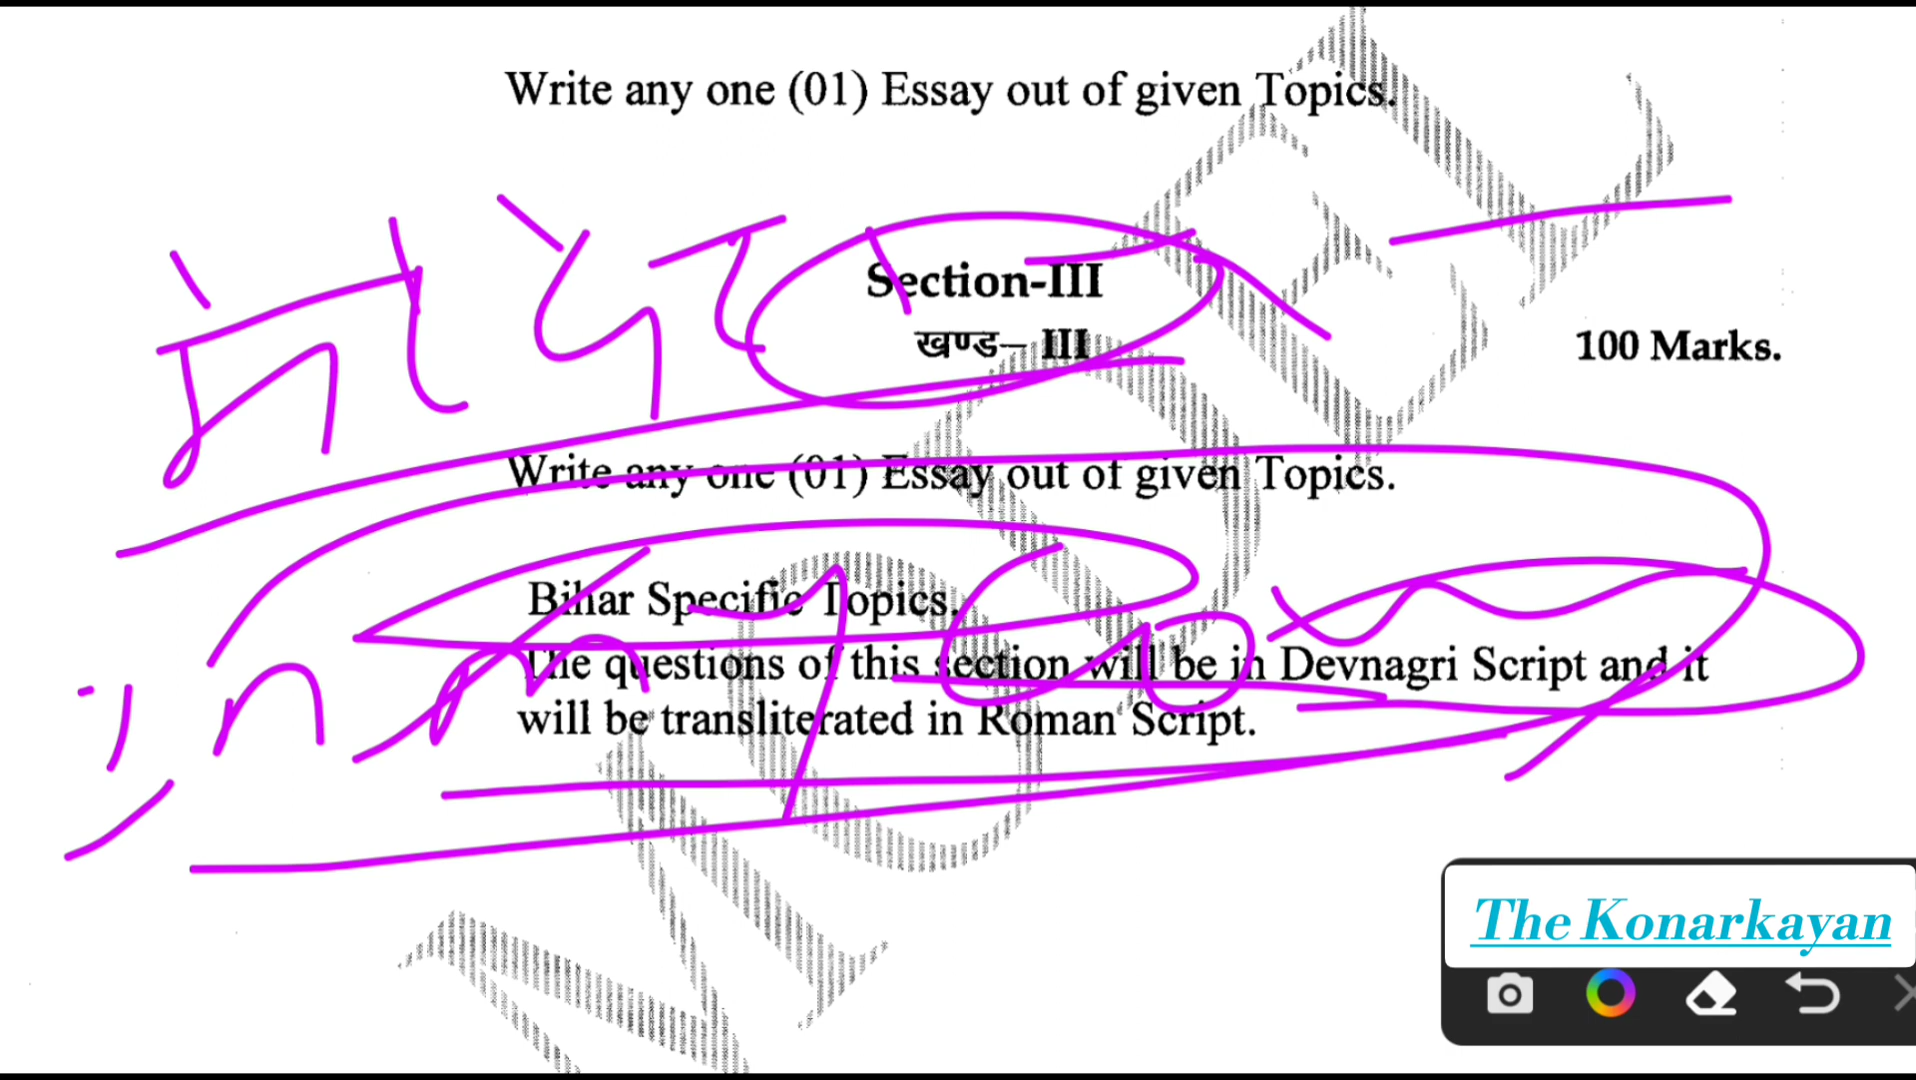 Write any one (01) Essay out of given Topics.
Section-III
खण्ड– III
100 Marks.
Write any one (01) Essay out of given Topics.
Bihar Specific Topics.
The questions of this section will be in Devnagri Script and it
will be transliterated in Roman Script.
The Konarkayan